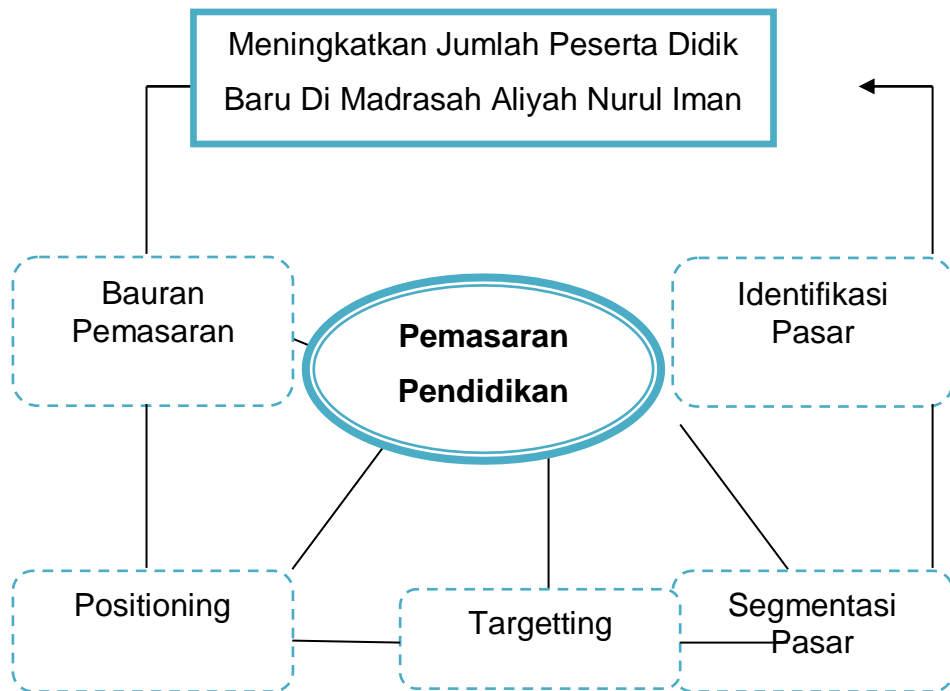 Meningkatkan Jumlah Peserta Didik
Baru Di Madrasah Aliyah Nurul Iman
Bauran
Pemasaran
Pemasaran
Pendidikan
Identifikasi
Pasar
Positioning
Targetting
Segmentasi
Pasar